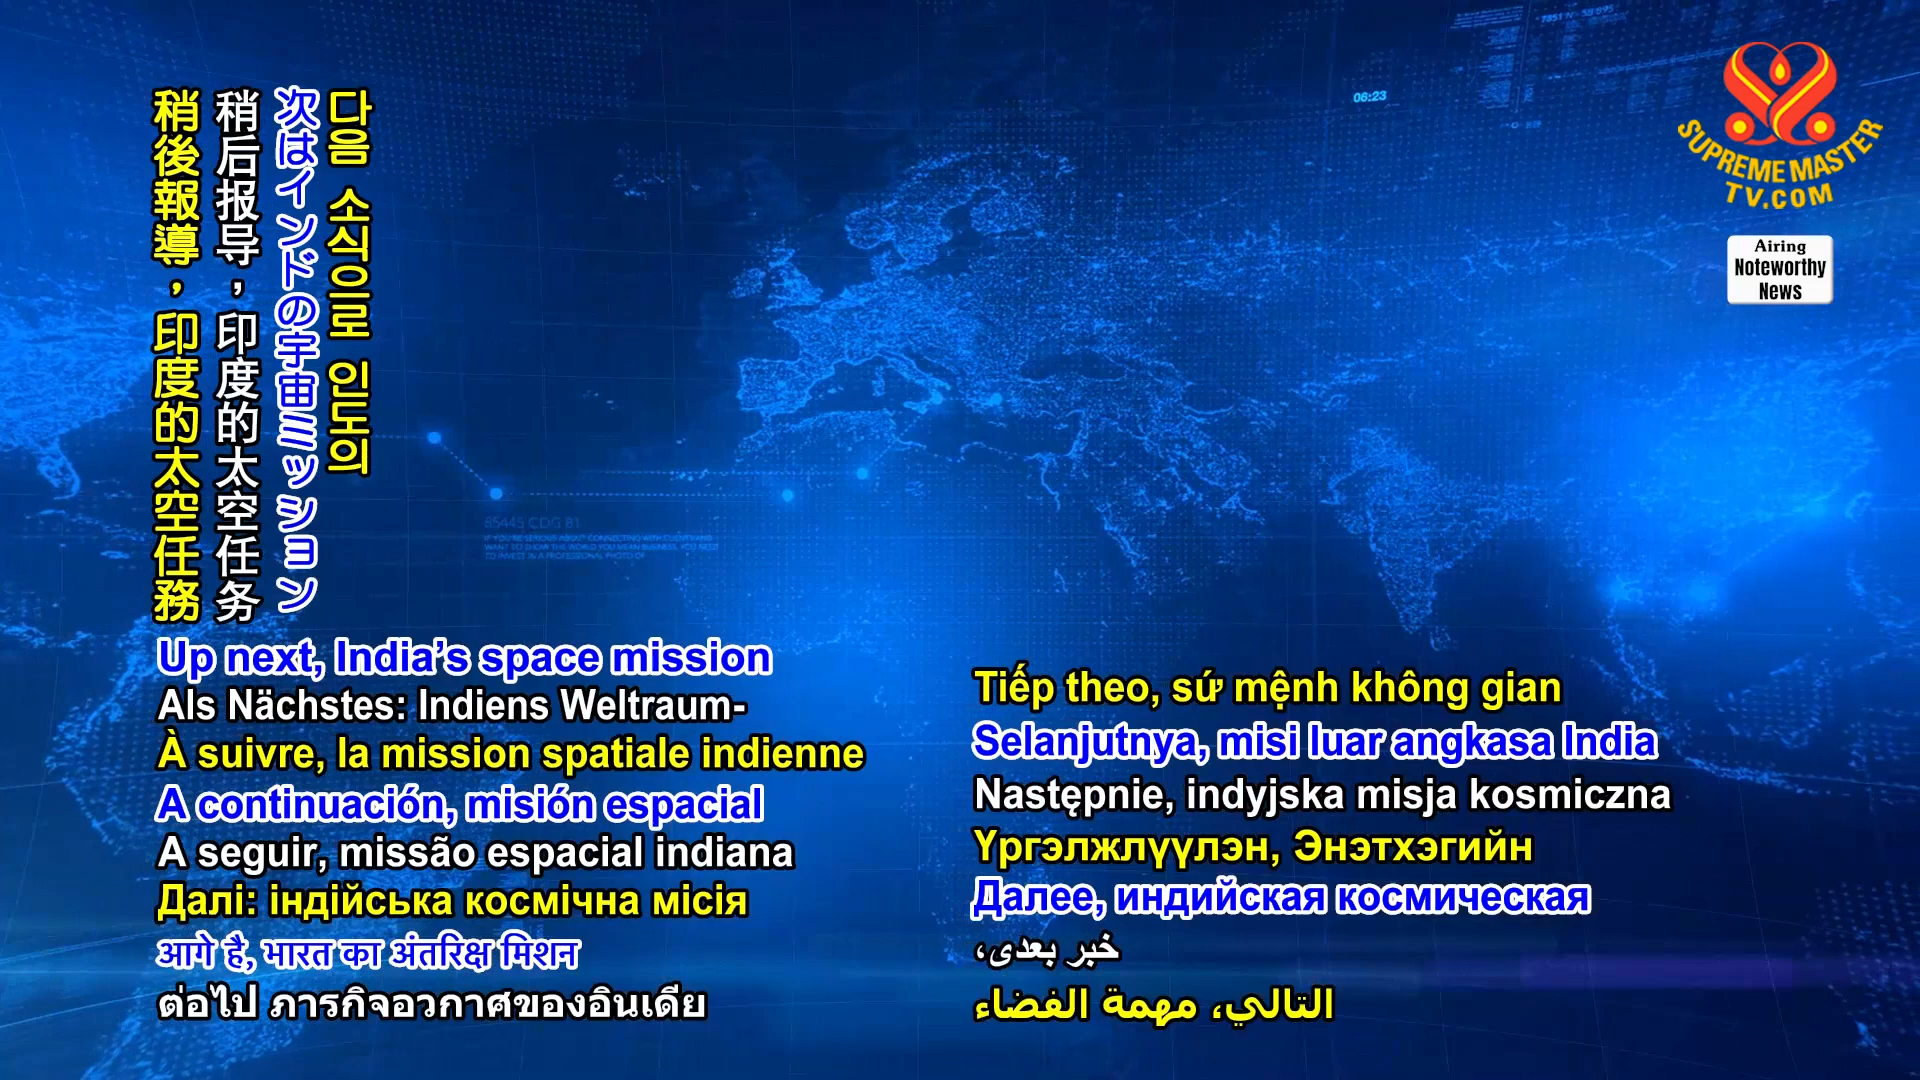 稍後報導，印度的太空任務
稍后报导，印度的太空任务
次はインドの宇宙ミッション
다음 소식으로 인도의
Up next, India’s space mission
Als Nächstes: Indiens Weltraum-
À suivre, la mission spatiale indienne
A continuación, misión espacial
A seguir, missão espacial indiana
Далі: індійська космічна місія
आगे है, भारत का अंतरिक्ष मिशन
ต่อไป ภารกิจอวกาศของอินเดีย
Tiếp theo, sứ mệnh không gian
Selanjutnya, misi luar angkasa India
Następnie, indyjska misja kosmiczna
Үргэлжлүүлэн, Энэтхэгийн
Далее, индийская космическая
خبر بعدی،
التالي، مهمة الفضاء
SUPREME MASTER
TV.COM
Airing
Noteworthy
News
06:23
65445 CDG 81